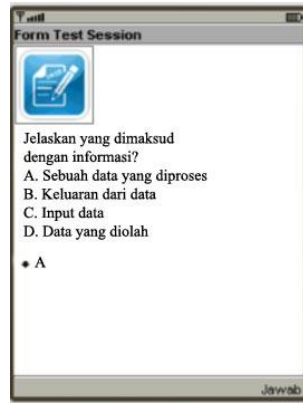 Form Test Session
Jelaskan yang dimaksud
dengan informasi?
A. Sebuah data yang diproses
B. Keluaran dari data
C. Input data
D. Data yang diolah
A
Jawab